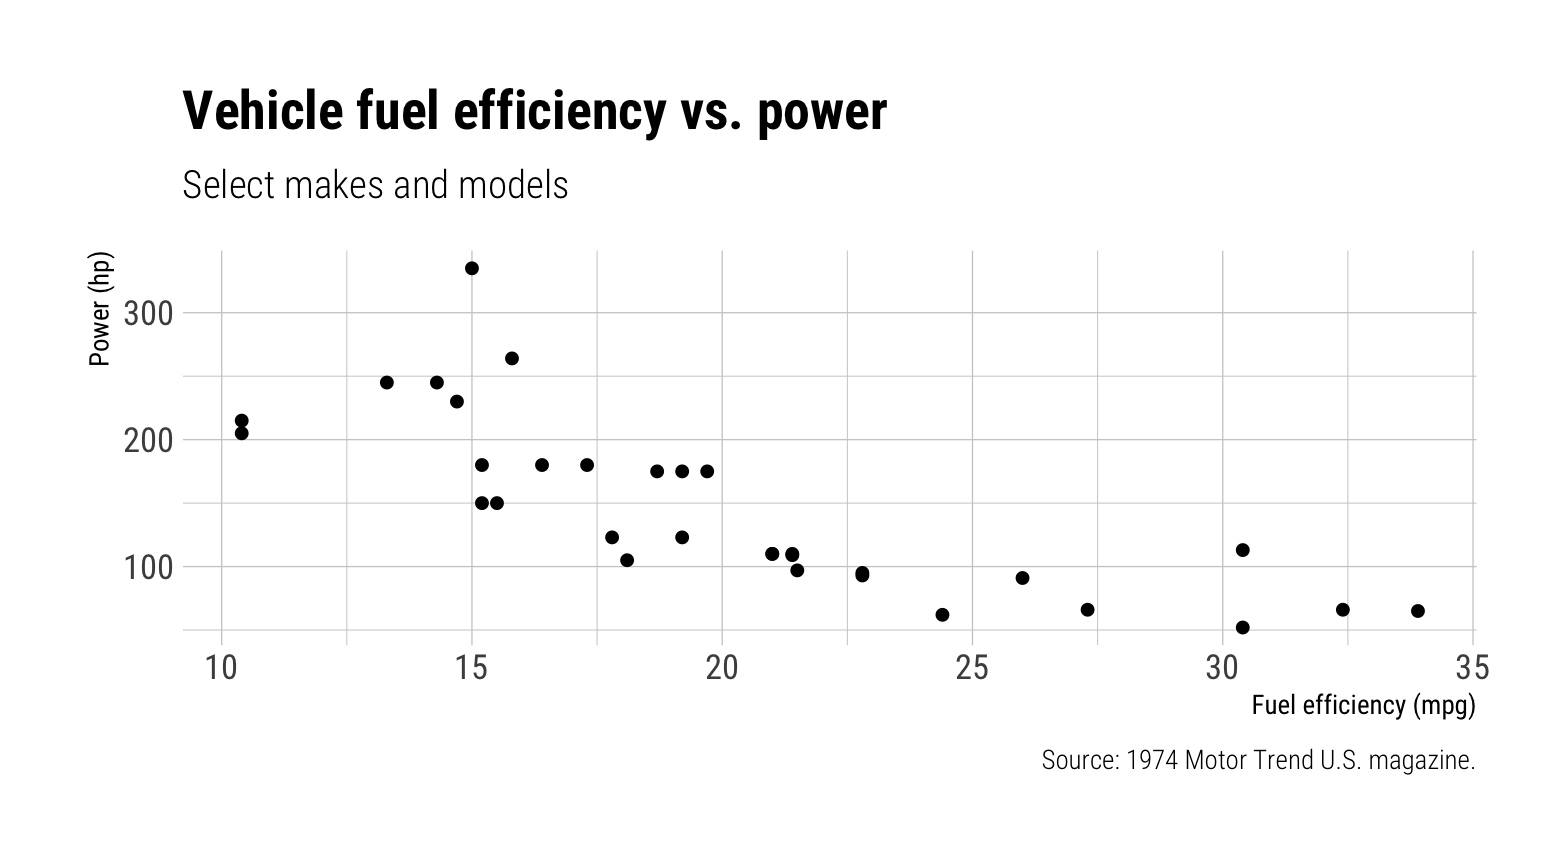 Vehicle fuel efficiency vs. power
Select makes and models
Power (hp)
300
200
100
10 15 20 25 30 35
Fuel efficiency (mpg)
Source: 1974 Motor Trend U.S. magazine.